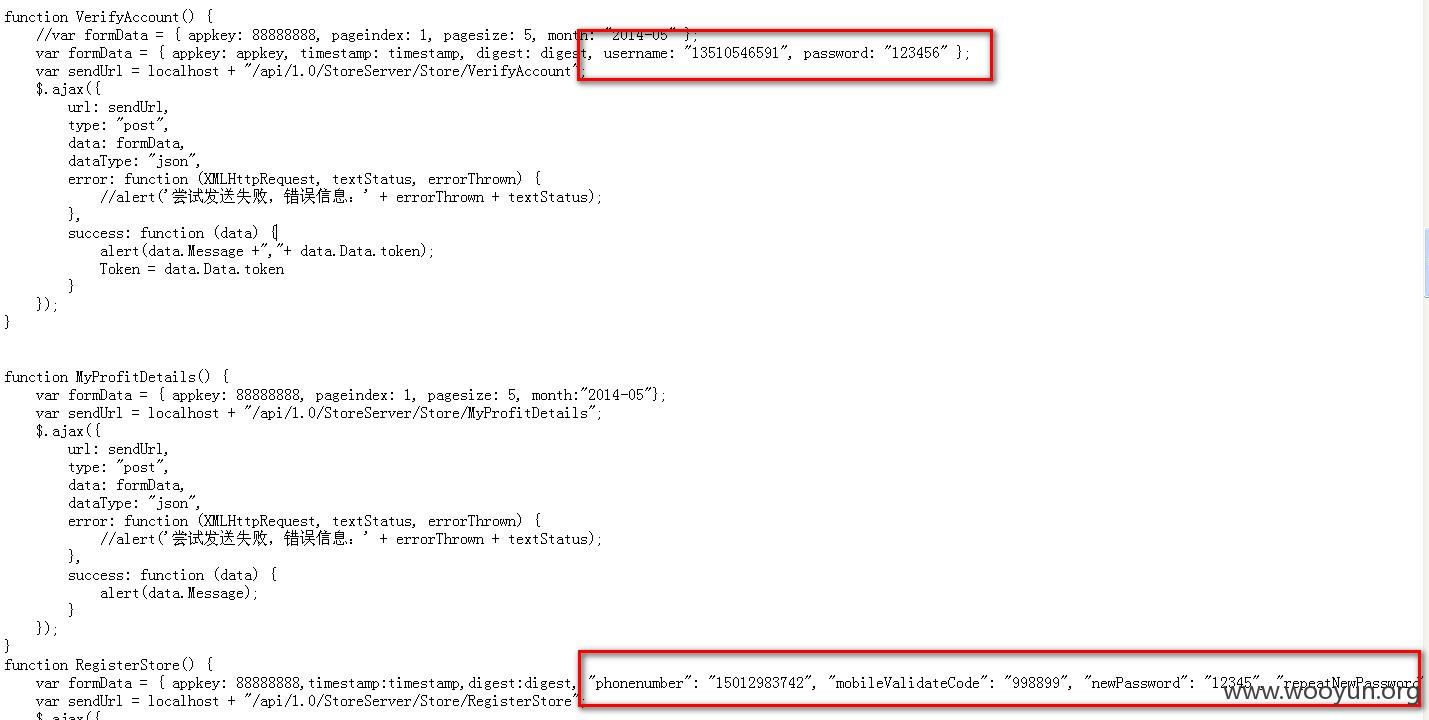 function VerifyAccount() {
//var formData = { appkey: 88888888, pageindex: 1, pagesize: 5, month: "2014-05" };
var formData = { appkey: appkey, timestamp: timestamp, digest: digest, username: "13510546591", password: "123456" };
var sendUrl = localhost + "/api/1.0/StoreServer/Store/VerifyAccount";
$.ajax({
url: sendUrl,
type: "post",
data: formData,
dataType: "json",
error: function (XMLHttpRequest, textStatus, errorThrown) {
//alert('尝试发送失败，错误信息：' + errorThrown + textStatus);
},
success: function (data) {
alert(data.Message +","+ data.Data.token);
Token = data.Data.token
}
});
}
function MyProfitDetails() {
var formData = { appkey: 88888888, pageindex: 1, pagesize: 5, month:"2014-05"};
var sendUrl = localhost + "/api/1.0/StoreServer/Store/MyProfitDetails";
$.ajax({
url: sendUrl,
type: "post",
data: formData,
dataType: "json",
error: function (XMLHttpRequest, textStatus, errorThrown) {
//alert('尝试发送失败，错误信息：' + errorThrown + textStatus);
},
success: function (data) {
alert(data.Message);
}
});
}
function RegisterStore() {
var formData = { appkey: 88888888,timestamp:timestamp,digest:digest, "phonenumber": "15012983742", "mobileValidateCode": "998899", "newPassword": "12345", "repeatNewPassword"
var sendUrl = localhost + "/api/1.0/StoreServer/Store/RegisterStore";
www.wooyun.org
$.ajax({